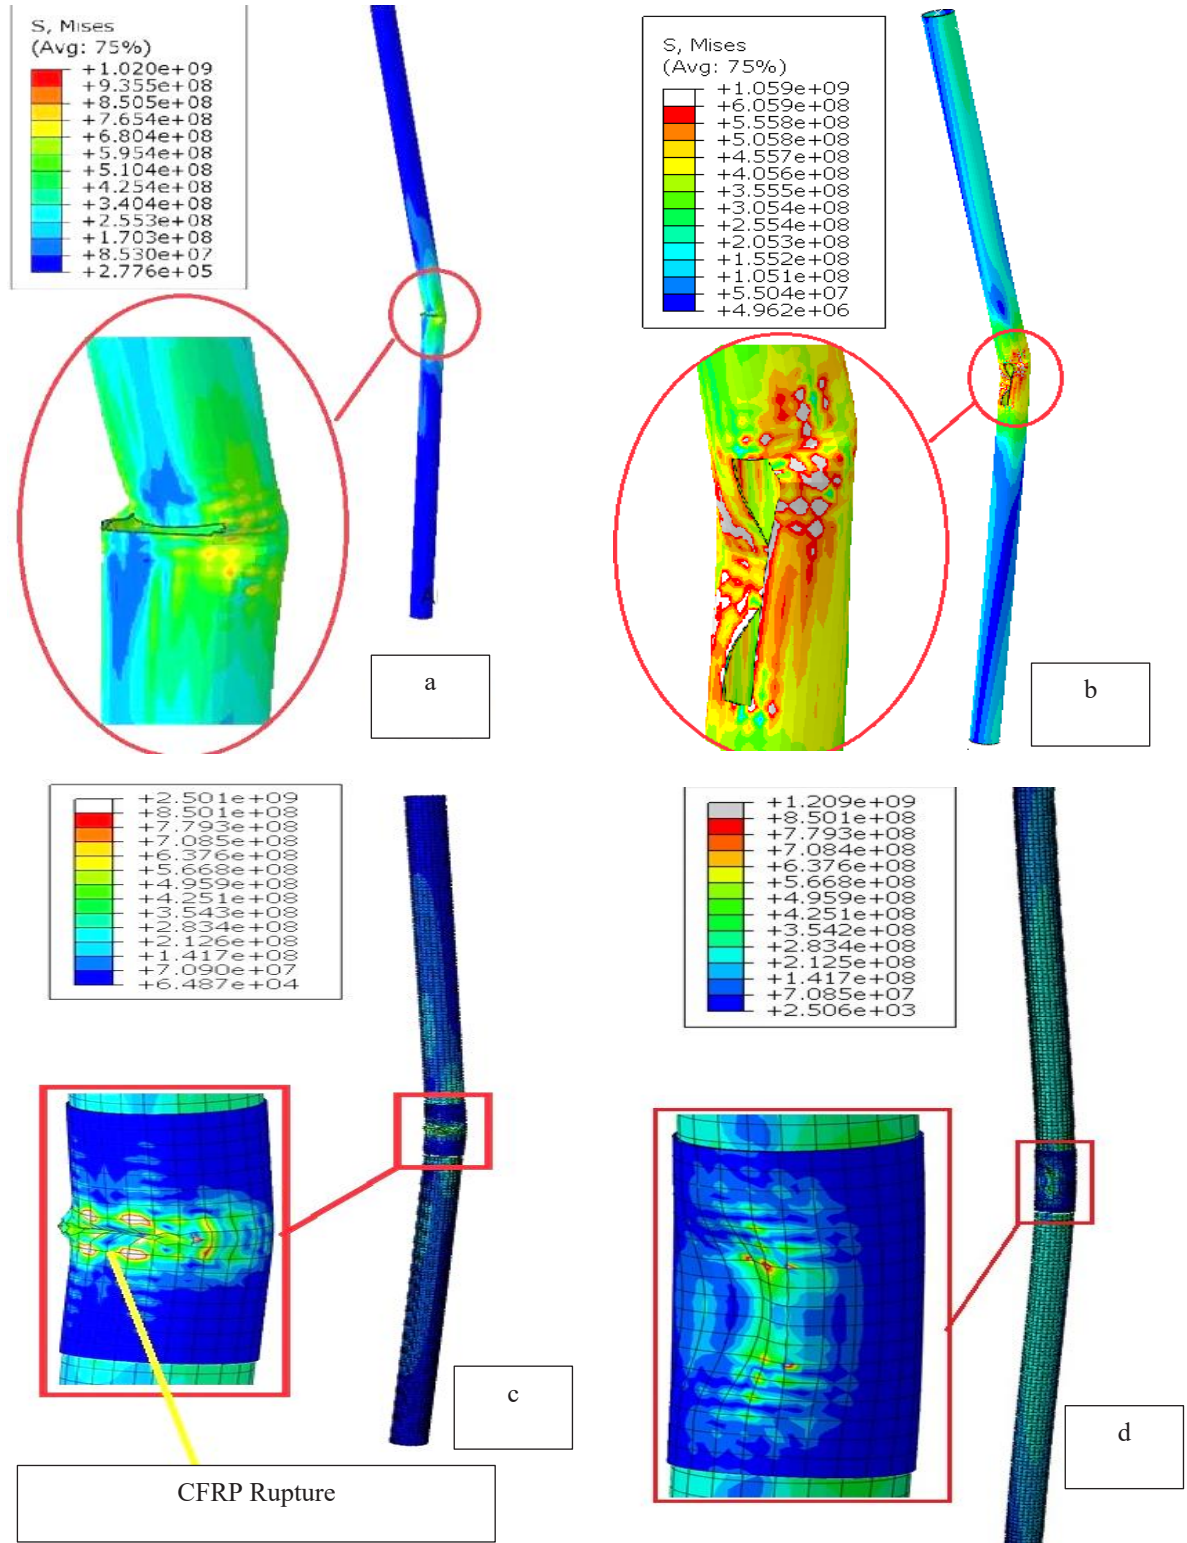 S, Mises
(Avg: 75%)
+1.020e+09
+9.355e+08
+8.505e+08
+7.654e+08
+6.804e+08
+5.954e+08
+5.104e+08
+4.254e+08
+3.404e+08
+2.553e+08
+1.703e+08
+8.530e+07
+2.776e+05
a
S, Mises
(Avg: 75%)
+1.059e+09
+6.059e+08
+5.558e+08
+5.058e+08
+4.557e+08
+4.056e+08
+3.555e+08
+3.054e+08
+2.554e+08
+2.053e+08
+1.552e+08
+1.051e+08
+5.504e+07
+4.962e+06
b
+2.501e+09
+8.501e+08
+7.793e+08
+7.085e+08
+6.376e+08
+5.668e+08
+4.959e+08
+4.251e+08
+3.543e+08
+2.834e+08
+2.126e+08
+1.417e+08
+7.090e+07
+6.487e+04
c
CFRP Rupture
+1.209e+09
+8.501e+08
+7.793e+08
+7.084e+08
+6.376e+08
+5.668e+08
+4.959e+08
+4.251e+08
+3.542e+08
+2.834e+08
+2.125e+08
+1.417e+08
+7.085e+07
+2.506e+03
d